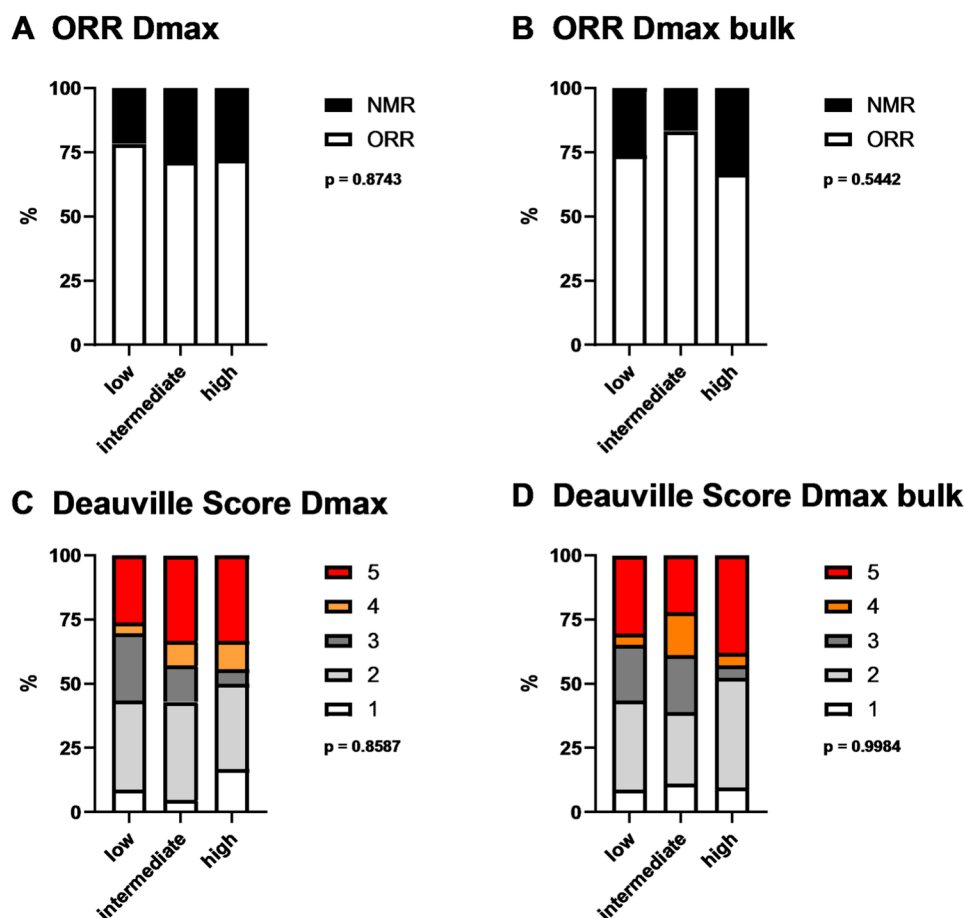 A ORR Dmax
100
75
50
25
0
%
low
intermediate
high
NMR
ORR
p = 0.8743
B ORR Dmax bulk
100
75
50
25
0
%
low
intermediate
high
NMR
ORR
p = 0.5442
C Deauville Score Dmax
100
75
50
25
0
%
low
intermediate
high
5
4
3
2
1
p = 0.8587
D Deauville Score Dmax bulk
100
75
50
25
0
%
low
intermediate
high
5
4
3
2
1
p = 0.9984